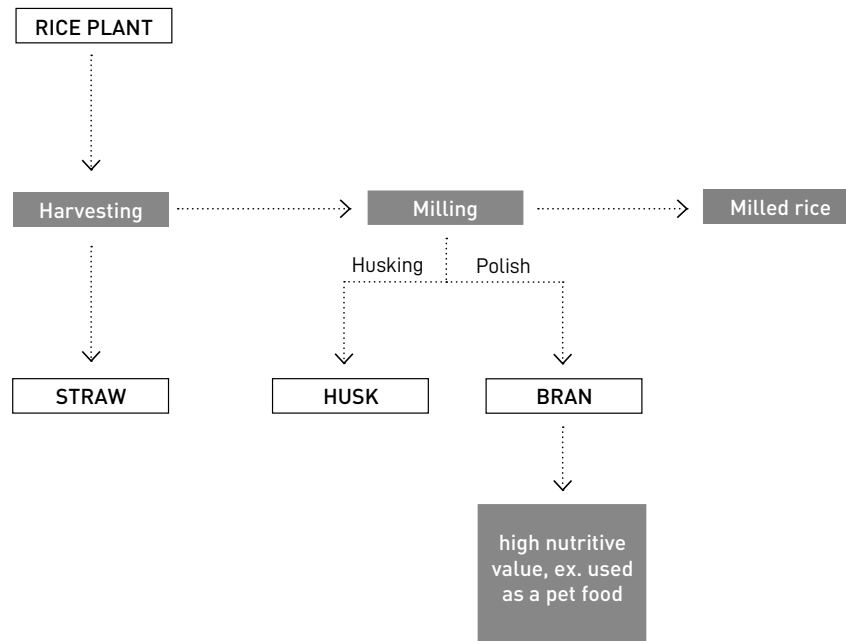 RICE PLANT
Harvesting
Milling
Milled rice
Husking
Polish
STRAW
HUSK
BRAN
high nutritive
value, ex. used
as a pet food